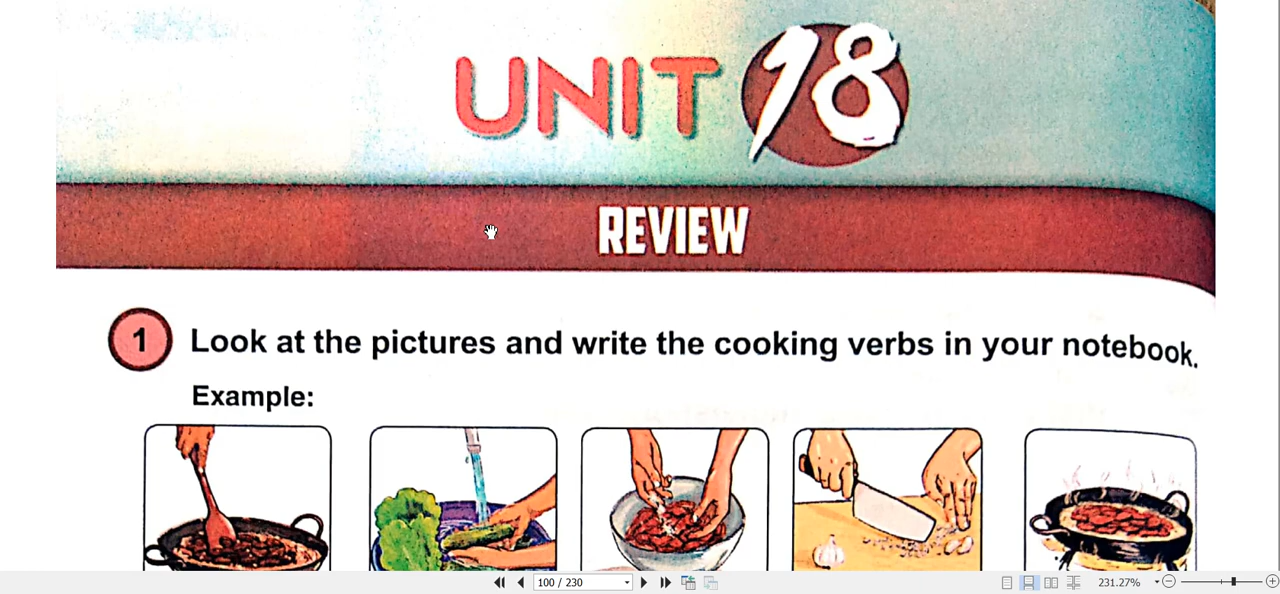 UNIT 18
REVIEW
1 Look at the pictures and write the cooking verbs in your notebook.
Example:
100 / 230
231.27%